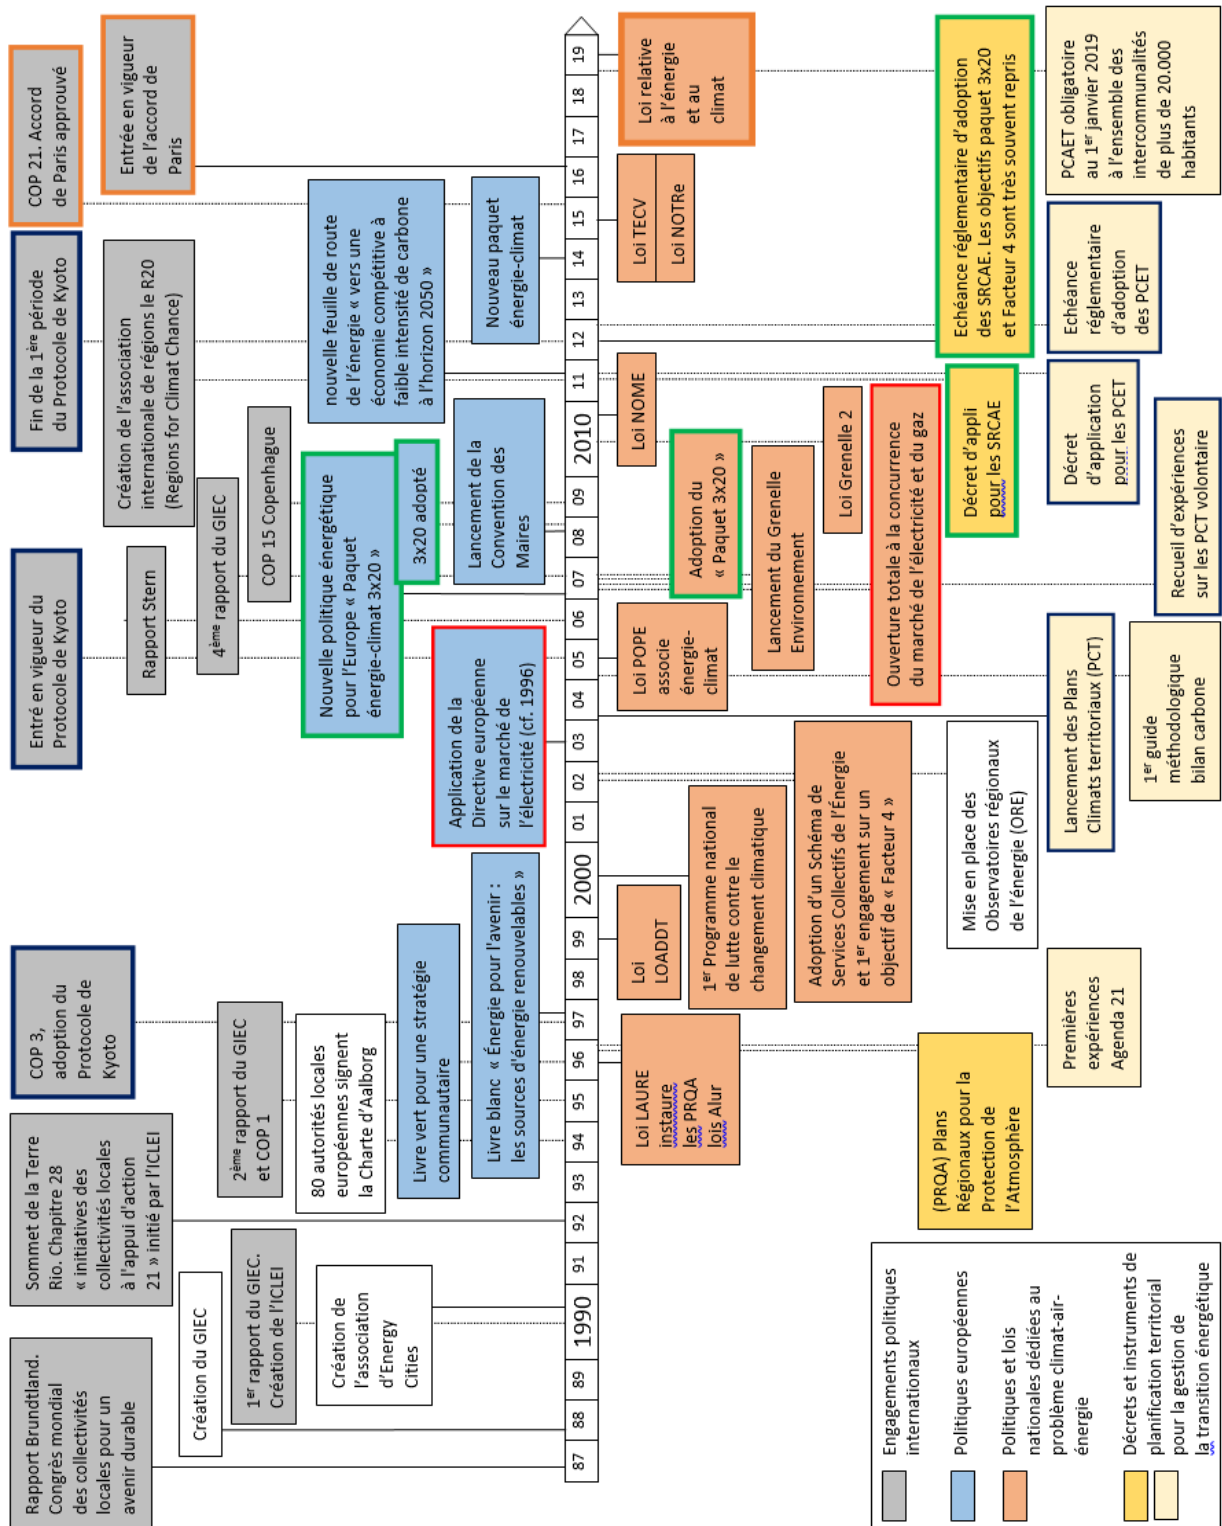 Rapport Brundtland.
Congrès mondial
des collectivités
locales pour un
avenir durable
Sommet de la Terre
Rio. Chapitre 28
« initiatives des
collectivités locales
à l'appui d'action
21 » initié par l'ICLEI
COP 3,
adoption du
Protocole de
Kyoto
Entré en vigueur du
Protocole de Kyoto
Fin de la 1ère période
du Protocole de Kyoto
COP 21. Accord
de Paris approuvé
Création du GIEC
1er rapport du GIEC.
Création de l'ICLEI
2ème rapport du GIEC
et COP 1
Rapport Stern
4ème rapport du GIEC
COP 15 Copenhague
Création de l'association
internationale de régions le R20
(Regions for Climat Chance)
Entrée en vigueur
de l'accord de
Paris
Création de
l'association
d'Energy
Cities
80 autorités locales
européennes signent
la Charte d'Aalborg
Livre vert pour une stratégie
communautaire
Livre blanc « Énergie pour l'avenir :
les sources d'énergie renouvelables »
Application de la
Directive européenne
sur le marché de
l'électricité (cf. 1996)
Nouvelle politique énergétique
pour l'Europe « Paquet
énergie-climat 3x20 »
3x20 adopté
Lancement de la
Convention des
Maires
nouvelle feuille de route
de l'énergie « vers une
économie compétitive à
faible intensité de carbone
à l'horizon 2050 »
Nouveau paquet
énergie-climat
87 88 89 1990 91 92 93 94 95 96 97 98 99 2000 01 02 03 04 05 06 07 08 09 2010 11 12 13 14 15 16 17 18 19
Loi LAURE
instaure
les PRQA
lois Alur
Loi
LOADDT
1er Programme national
de lutte contre le
changement climatique
Adoption d'un Schéma de
Services Collectifs de l'Énergie
et 1er engagement sur un
objectif de « Facteur 4 »
Loi POPE
associe
énergie-
climat
Adoption du
« Paquet 3x20 »
Lancement du Grenelle
Environnement
Loi NOME
Loi Grenelle 2
Ouverture totale à la concurrence
du marché de l'électricité et du gaz
Loi TECV
Loi NOTRe
Loi relative
à l'énergie
et au
climat
(PRQA) Plans
Régionaux pour la
Protection de
l'Atmosphère
Mise en place des
Observatoires régionaux
de l'énergie (ORE)
Décret d'appli
pour les SRCAE
Echéance réglementaire d'adoption
des SRCAE. Les objectifs paquet 3x20
et Facteur 4 sont très souvent repris
Premières
expériences
Agenda 21
Lancement des Plans
Climats territoriaux (PCT)
1er guide
méthodologique
bilan carbone
Décret
d'application
pour les PCET
Recueil d'expériences
sur les PCT volontaire
Echéance
réglementaire
d'adoption
des PCET
PCAET obligatoire
au 1er janvier 2019
à l'ensemble des
intercommunalités
de plus de 20.000
habitants
Engagements politiques
internationaux
Politiques européennes
Politiques et lois
nationales dédiées au
problème climat-air-
énergie
Décrets et instruments de
planification territorial
pour la gestion de
la transition énergétique